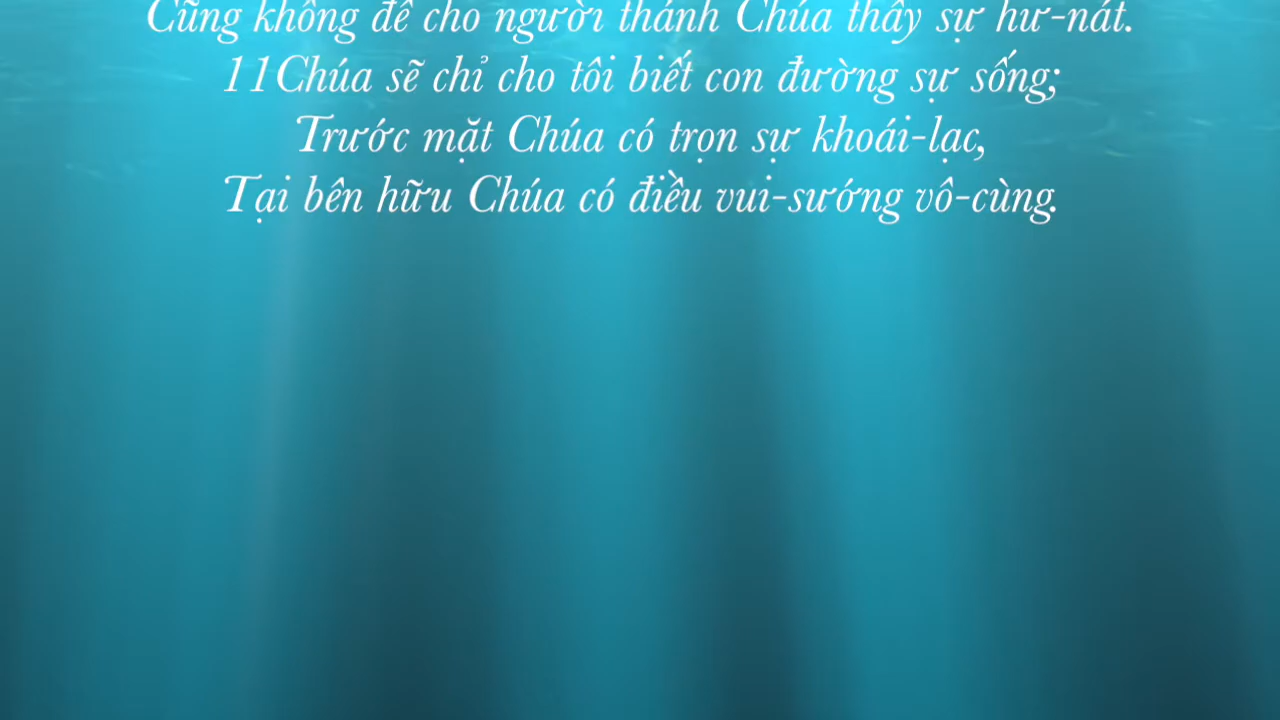 Cũng không để cho người thánh Chúa thấy sự hư-nát.
11Chúa sẽ chỉ cho tôi biết con đường sự sống;
Trước mặt Chúa có trọn sự khoái-lạc,
Tại bên hữu Chúa có điều vui-sướng vô-cùng.